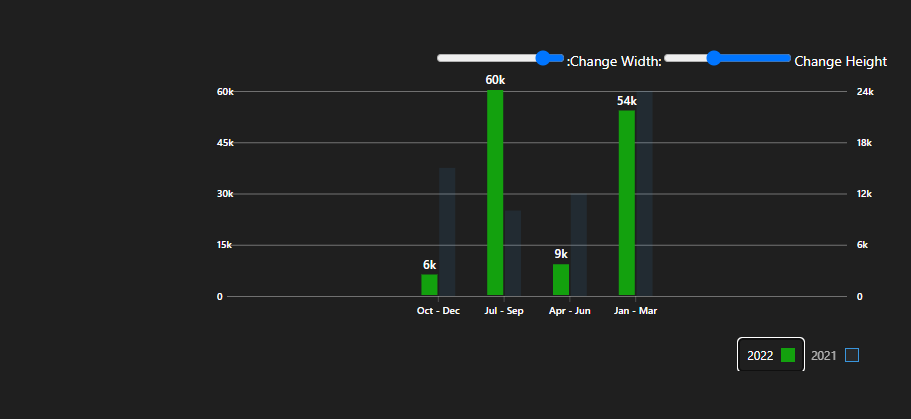 :Change Width: Change Height
60k
54k
6k
9k
60k
45k
30k
15k
0
24k
18k
12k
6k
0
Oct - Dec Jul - Sep Apr - Jun Jan - Mar
2022 2021